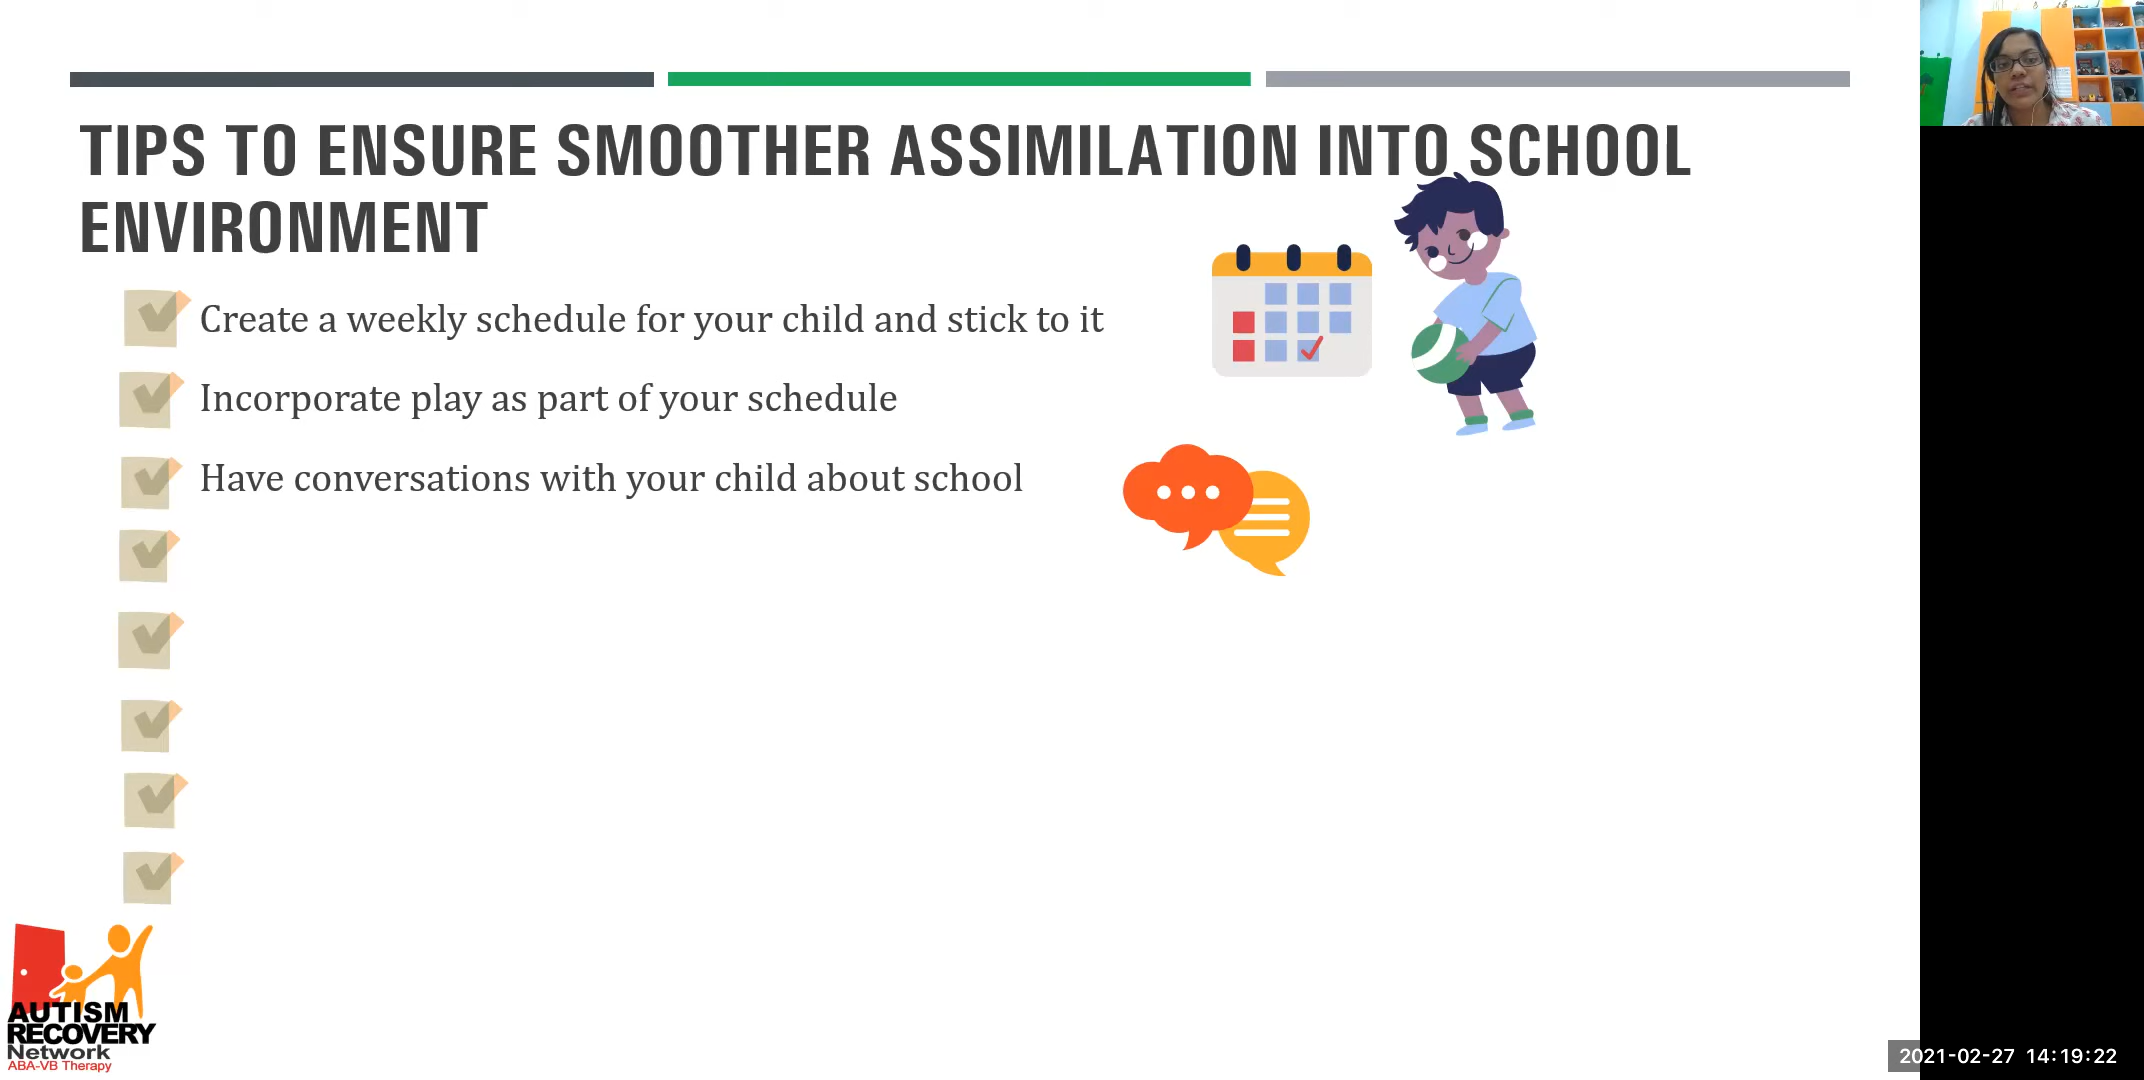 TIPS TO ENSURE SMOOTHER ASSIMILATION INTO SCHOOL
ENVIRONMENT
Create a weekly schedule for your child and stick to it
Incorporate play as part of your schedule
Have conversations with your child about school
AUTISM
RECOVERY
Network
ABA-VB Therapy
2021-02-27 14:19:22